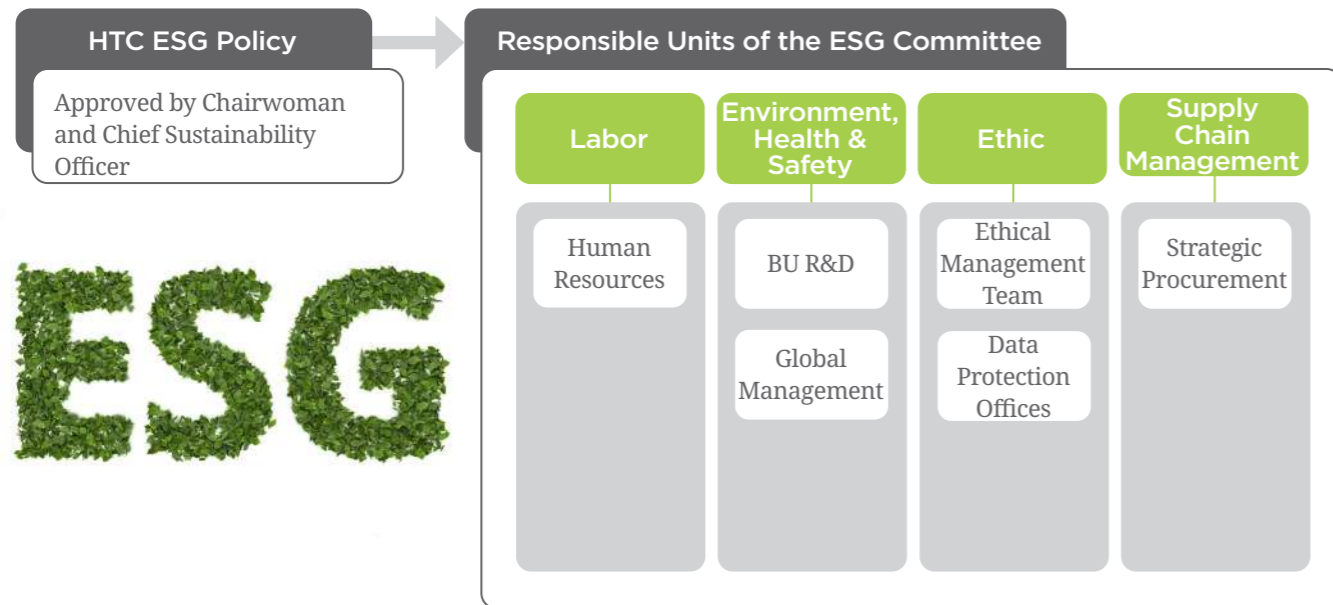 HTC ESG Policy
Approved by Chairwoman
and Chief Sustainability
Officer
ESG
Responsible Units of the ESG Committee
Labor
Human
Resources
Environment,
Health &
Safety
BU R&D
Global
Management
Ethic
Ethical
Management
Team
Data
Protection
Offices
Supply
Chain
Management
Strategic
Procurement